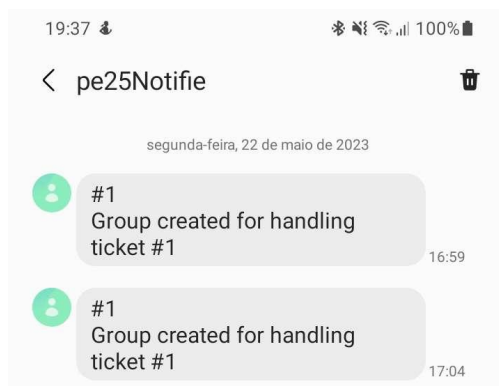 19:37 100%
pe25Notifie
segunda-feira, 22 de maio de 2023
#1
Group created for handling
ticket #1
16:59
#1
Group created for handling
ticket #1
17:04